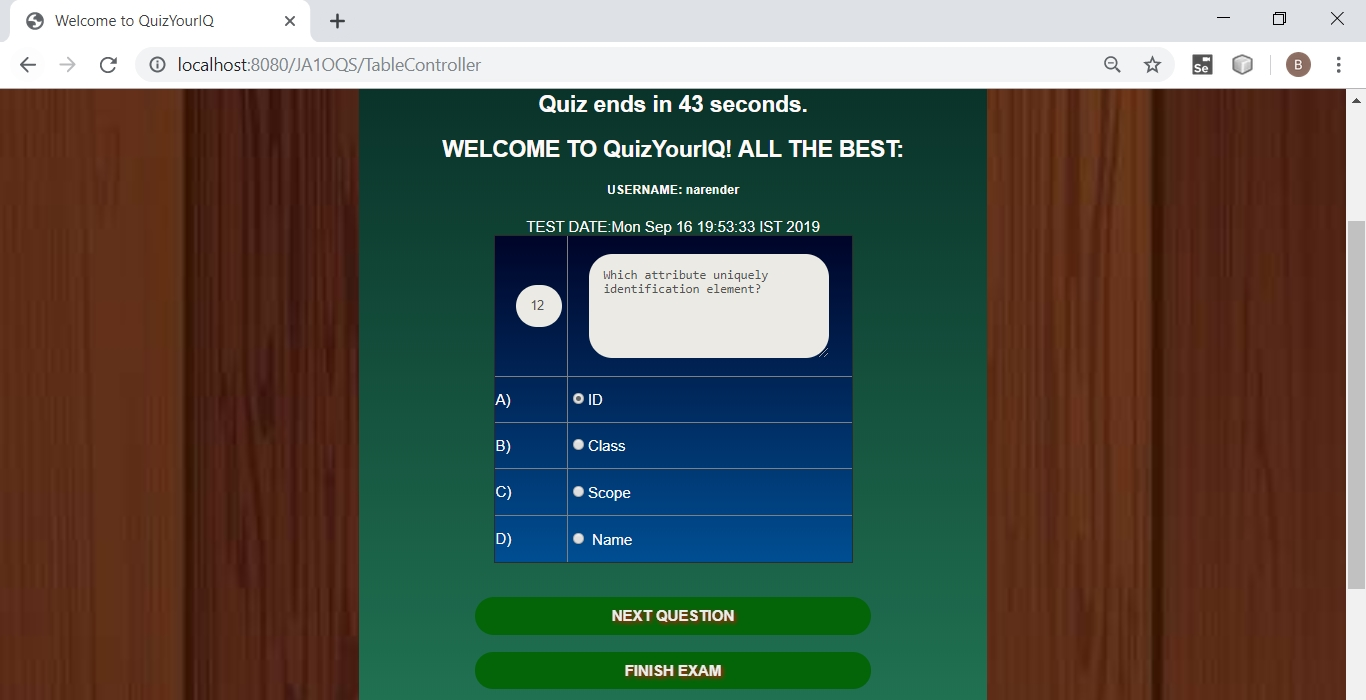 Welcome to QuizYourIQ
localhost:8080/JA1OQS/TableController
Se
B
Quiz ends in 43 seconds.
WELCOME TO QuizYourIQ! ALL THE BEST:
USERNAME: narender
TEST DATE:Mon Sep 16 19:53:33 IST 2019
12
Which attribute uniquely
identification element?
A) ID
B) Class
C) Scope
D) Name
NEXT QUESTION
FINISH EXAM